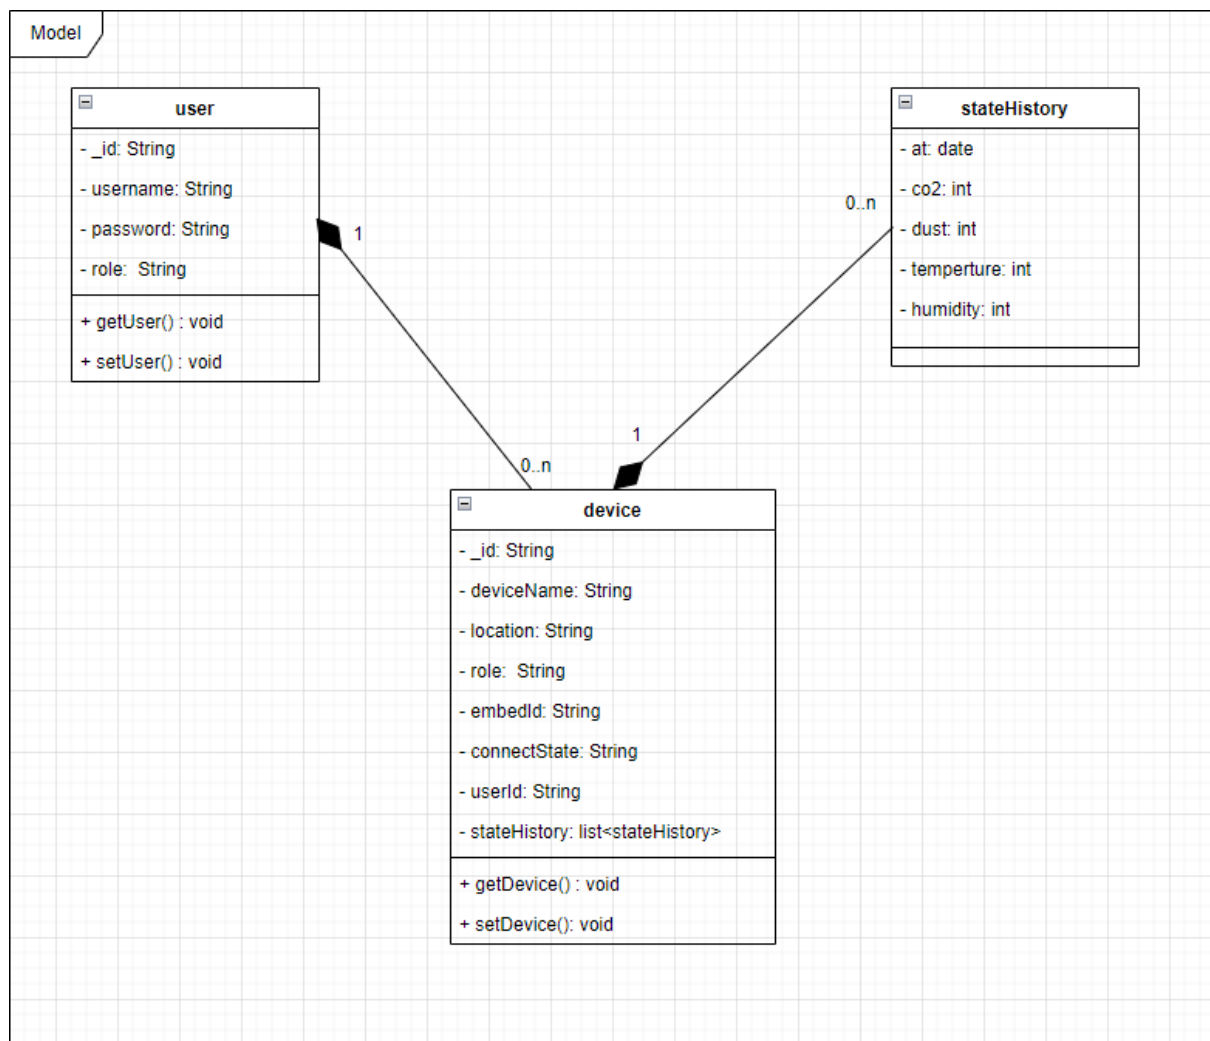 Model
user
- _id: String
- username: String
- password: String
- role:  String
+ getUser() : void
+ setUser() : void
1
0..n
stateHistory
- at: date
- co2: int
- dust: int
- temperture: int
- humidity: int
0..n
1
device
- _id: String
- deviceName: String
- location: String
- role:  String
- embedId: String
- connectState: String
- userId: String
- stateHistory: list<stateHistory>
+ getDevice() : void
+ setDevice(): void